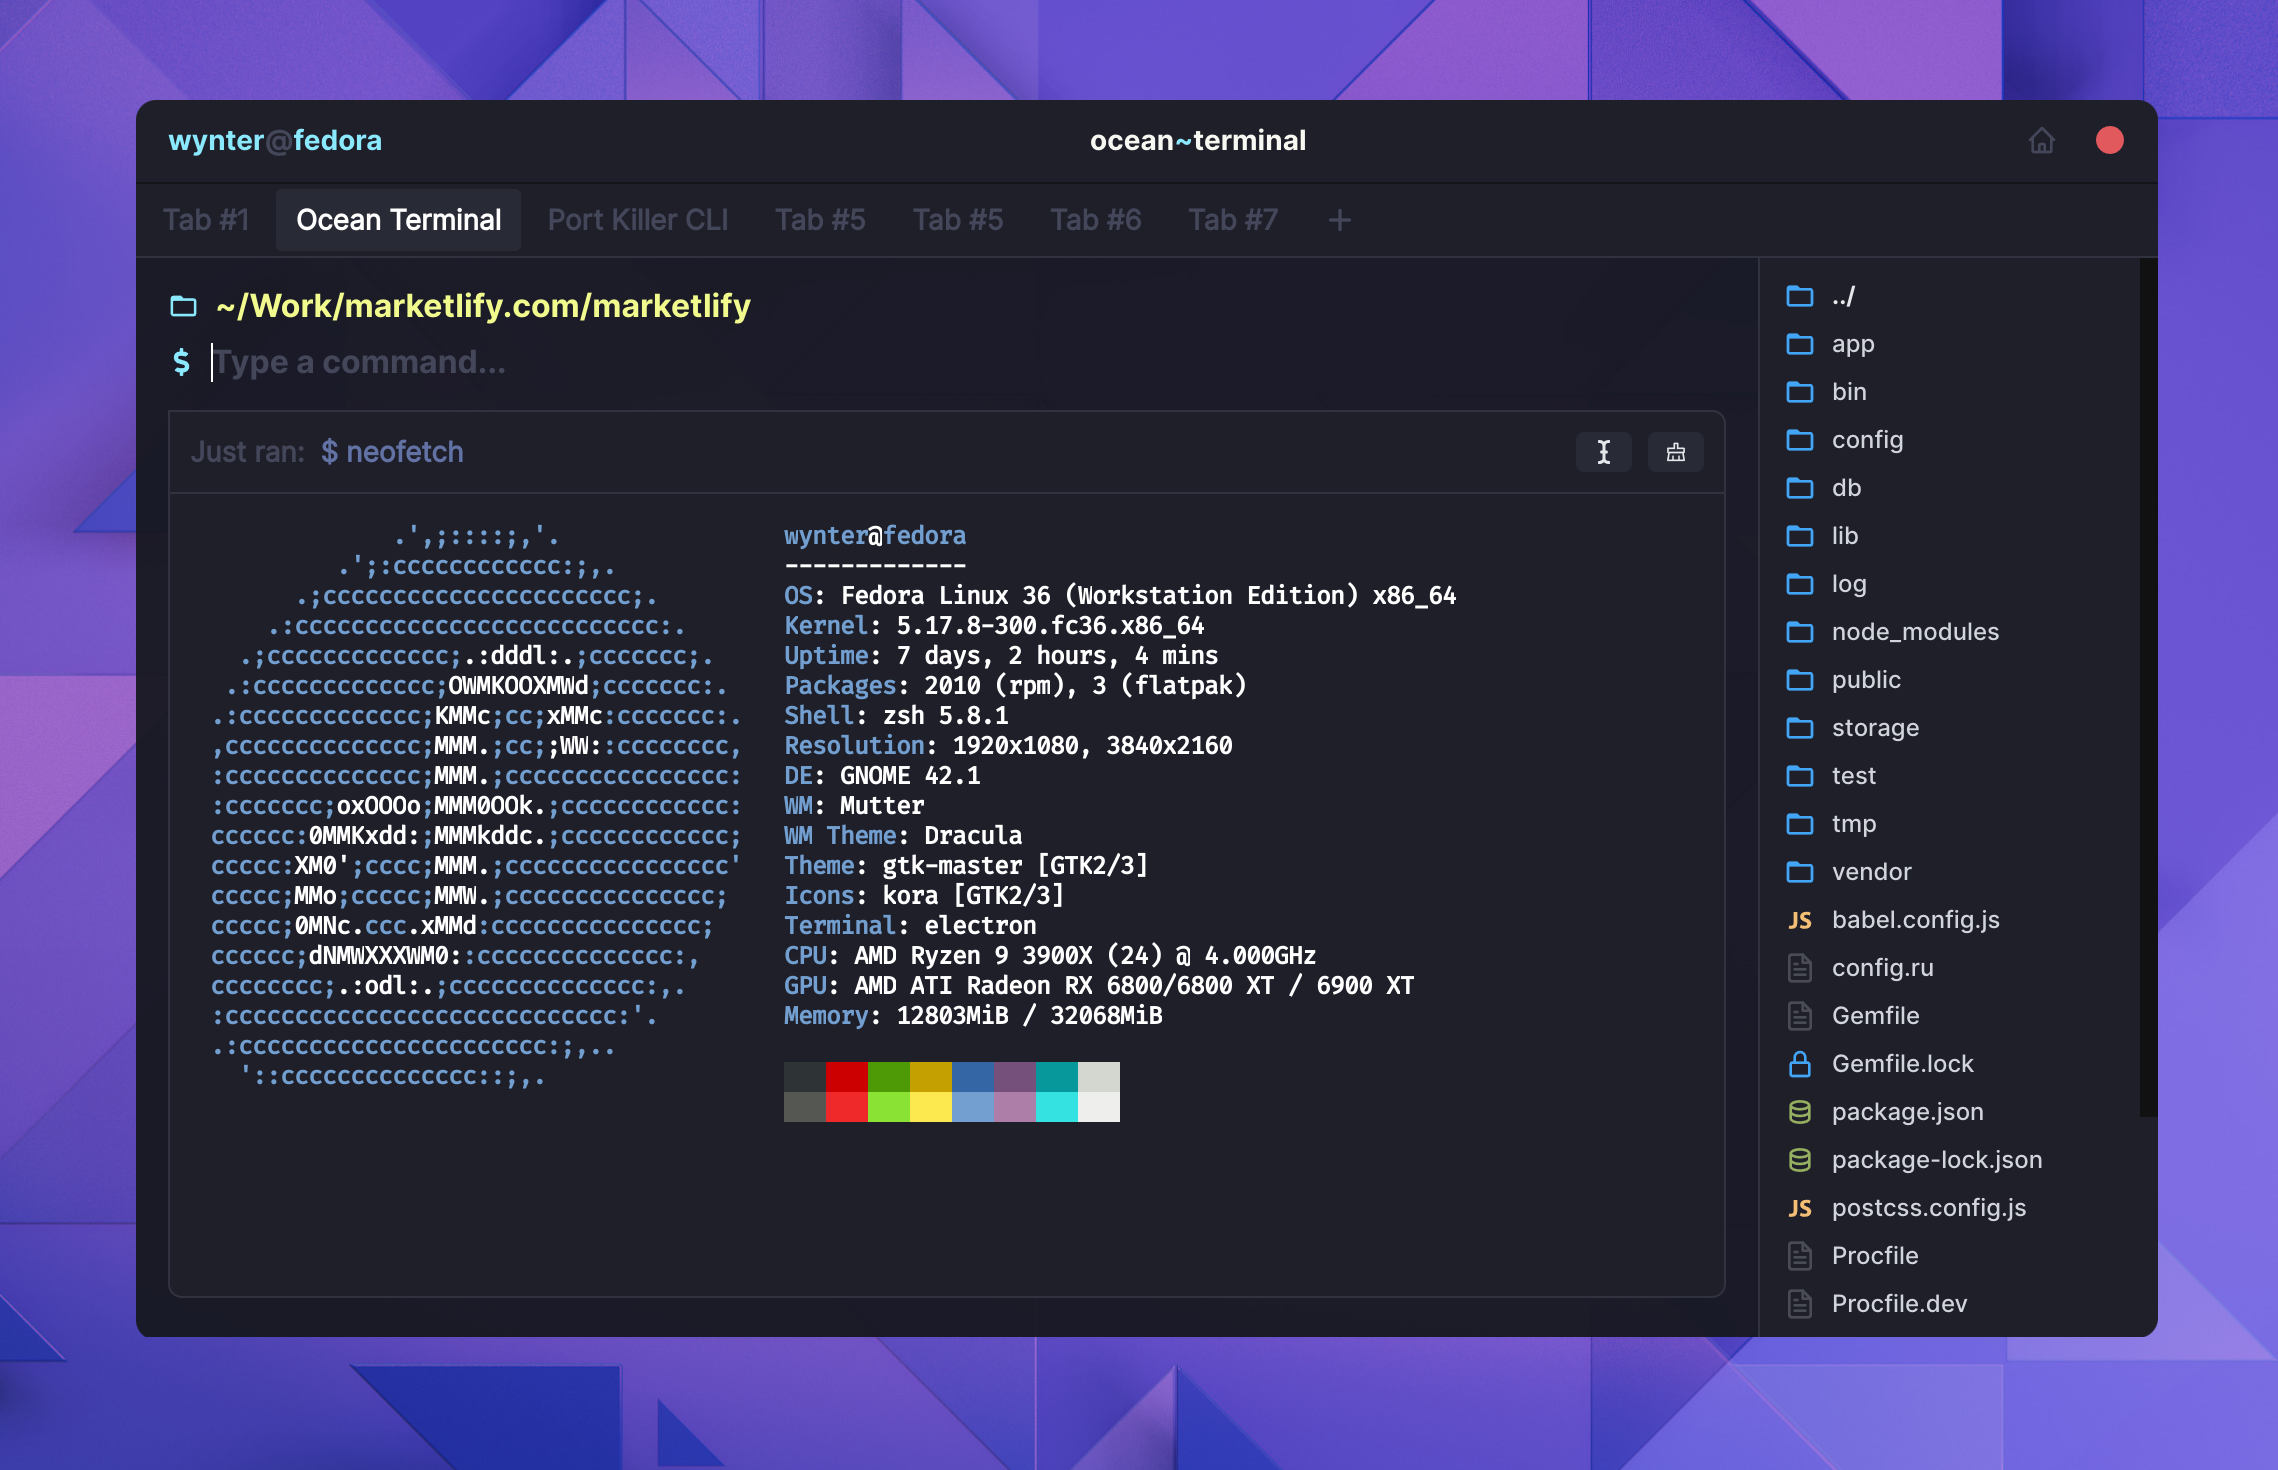 wynter@fedora
ocean~terminal
Tab #1
Ocean Terminal
Port Killer CLI
Tab #5
Tab #5
Tab #6
Tab #7
+
~/Work/marketlify.com/marketlify
$ Type a command...
Just ran: $ neofetch
.',;::::;,'.
.';:cccccccccccc:;,.
.;cccccccccccccccccccccc;.
.:cccccccccccccccccccccccccc:.
.;ccccccccccccc;.:dddl:.;ccccccc;.
.:ccccccccccccc;OWMKOOXMWd;ccccccc:.
.:ccccccccccccc;KMMc;cc;xMMc:ccccccc:.
,cccccccccccccc;MMM.;cc;;WW::cccccccc,
:cccccccccccccc;MMM.;cccccccccccccccc:
:ccccccc;oxOOOo;MMM0OOk.;cccccccccccc:
cccccc:0MMKxdd:;MMMkddc.;cccccccccccc;
ccccc:XM0';cccc;MMM.;cccccccccccccccc'
ccccc;MMo;ccccc;MMW.;ccccccccccccccc;
ccccc;0MNc.ccc.xMMd:ccccccccccccccc;
cccccc;dNMWXXXWM0::cccccccccccccc:,
cccccccc;.:odl:.;cccccccccccccc:,.
:cccccccccccccccccccccccccccc:'.
.:cccccccccccccccccccccc:;,..
'::cccccccccccccc::;,.
wynter@fedora
-------------
OS: Fedora Linux 36 (Workstation Edition) x86_64
Kernel: 5.17.8-300.fc36.x86_64
Uptime: 7 days, 2 hours, 4 mins
Packages: 2010 (rpm), 3 (flatpak)
Shell: zsh 5.8.1
Resolution: 1920x1080, 3840x2160
DE: GNOME 42.1
WM: Mutter
WM Theme: Dracula
Theme: gtk-master [GTK2/3]
Icons: kora [GTK2/3]
Terminal: electron
CPU: AMD Ryzen 9 3900X (24) @ 4.000GHz
GPU: AMD ATI Radeon RX 6800/6800 XT / 6900 XT
Memory: 12803MiB / 32068MiB
../
app
bin
config
db
lib
log
node_modules
public
storage
test
tmp
vendor
JS babel.config.js
config.ru
Gemfile
Gemfile.lock
package.json
package-lock.json
JS postcss.config.js
Procfile
Procfile.dev